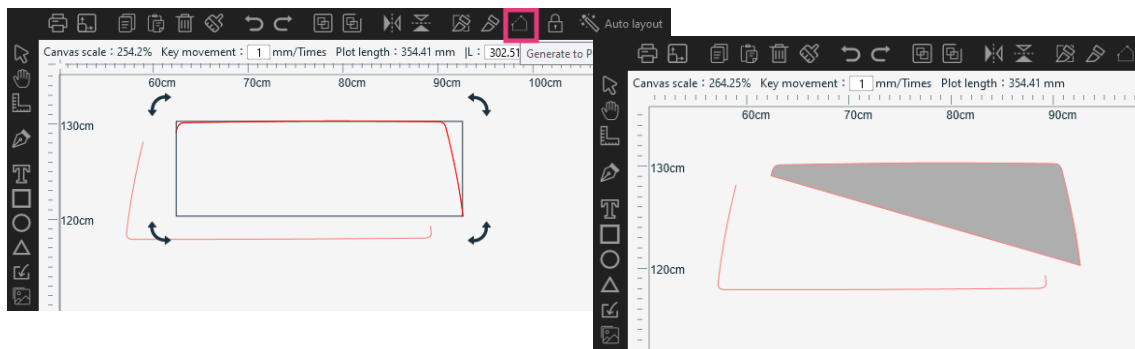 Auto layout
Canvas scale：254.2% Key movement： 1 mm/Times Plot length：354.41 mm |L： 302.51
Generate to P
60cm 70cm 80cm 90cm 100cm
130cm
120cm
Canvas scale：264.25% Key movement： 1 mm/Times Plot length：354.41 mm
60cm 70cm 80cm 90cm
130cm
120cm